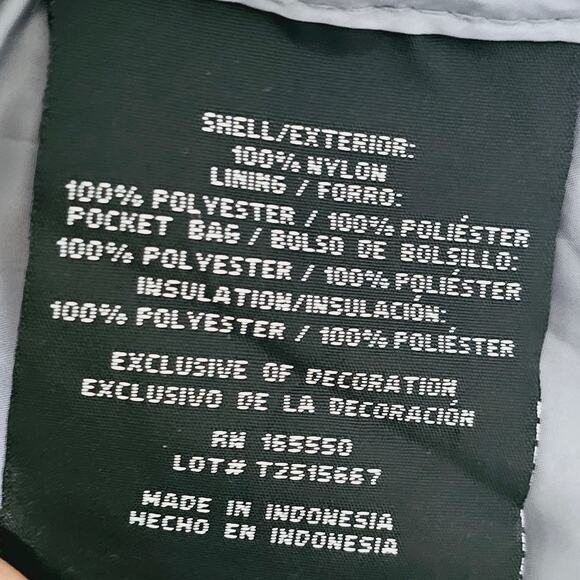 SHELL/EXTERIOR:
100% NYLON
LINING / FORRO:
100% POLYESTER / 100% POLIÉSTER
POCKET BAG / BOLSO DE BOLSILLO:
100% POLYESTER / 100% POLIÉSTER
INSULATION/INSULACIÓN:
100% POLYESTER / 100% POLIÉSTER
EXCLUSIVE OF DECORATION
EXCLUSIVO DE LA DECORACIÓN
RN 165550
LOT# T2515667
MADE IN INDONESIA
HECHO EN INDONESIA